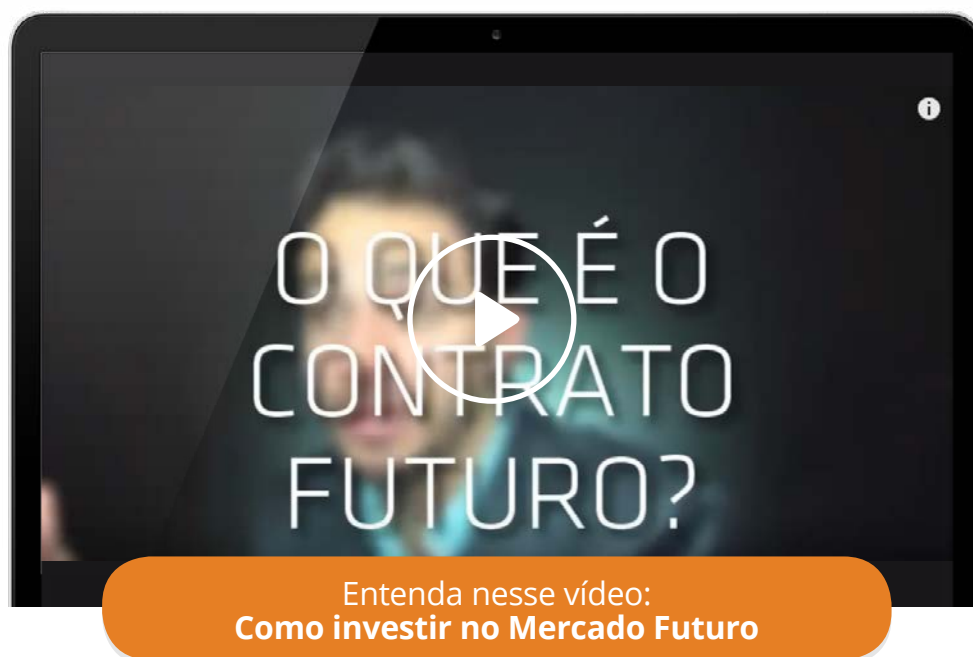 O QUE É O
CONTRATO
FUTURO?
Entenda nesse vídeo:
Como investir no Mercado Futuro